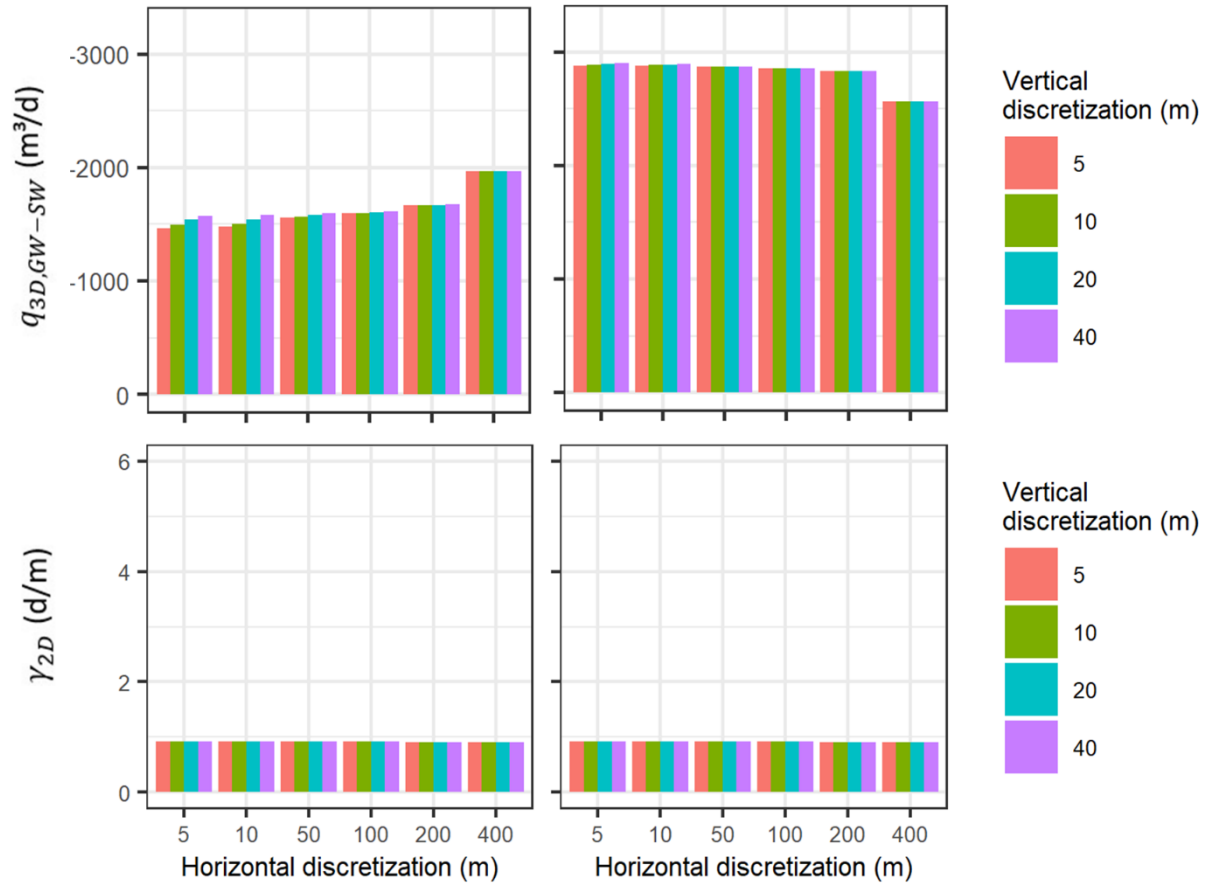 -3000
-2000
-1000
0
q3D,GW−SW (m³/d)
Vertical
discretization (m)
5
10
20
40
6
4
2
0
γ2D (d/m)
5 10 50 100 200 400
Horizontal discretization (m)
5 10 50 100 200 400
Horizontal discretization (m)
Vertical
discretization (m)
5
10
20
40